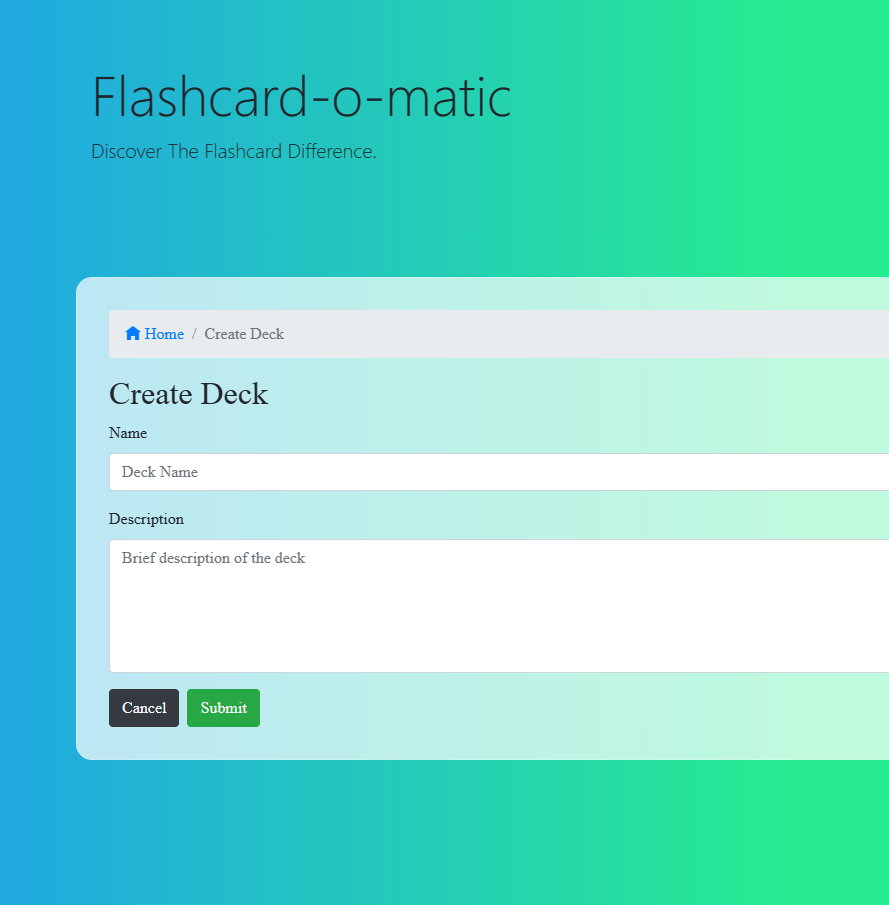 Flashcard-o-matic
Discover The Flashcard Difference.
Home / Create Deck
Create Deck
Name
Deck Name
Description
Brief description of the deck
Cancel Submit